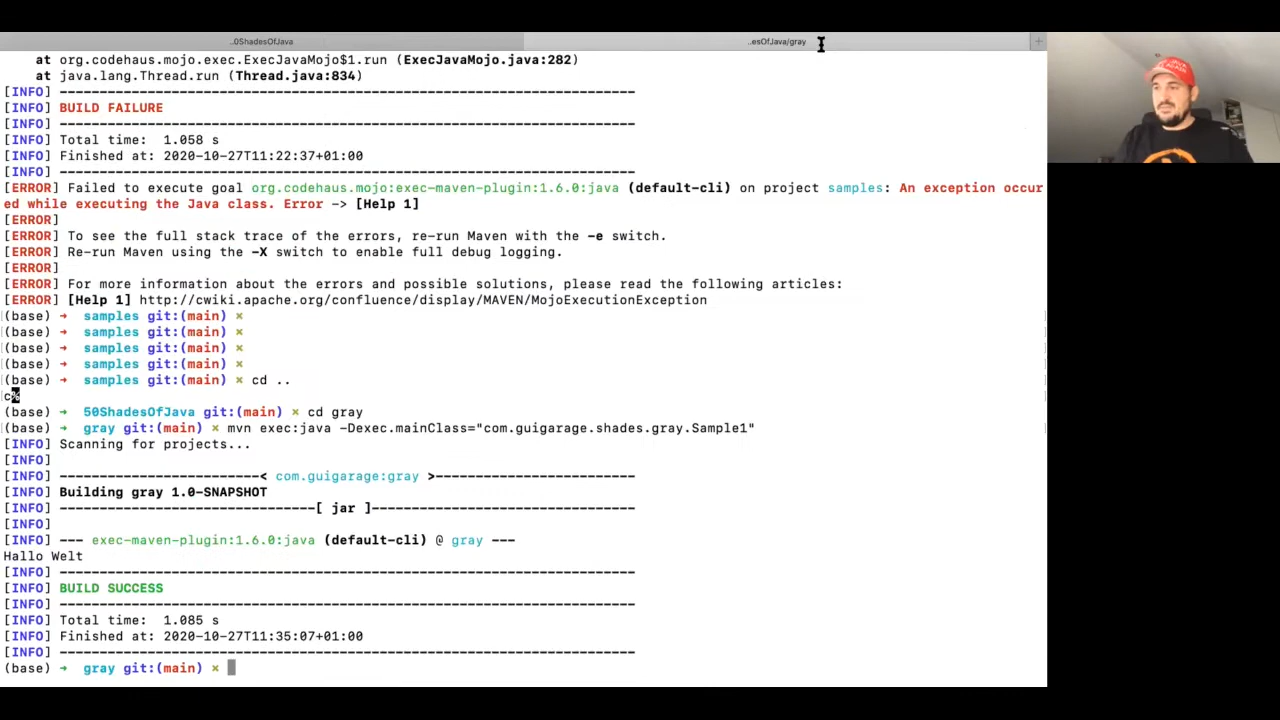 ..0ShadesOfJava ..esOfJava/gray +
at org.codehaus.mojo.exec.ExecJavaMojo$1.run (ExecJavaMojo.java:282)
at java.lang.Thread.run (Thread.java:834)
[INFO] ------------------------------------------------------------------------
[INFO] BUILD FAILURE
[INFO] ------------------------------------------------------------------------
[INFO] Total time:  1.058 s
[INFO] Finished at: 2020-10-27T11:22:37+01:00
[INFO] ------------------------------------------------------------------------
[ERROR] Failed to execute goal org.codehaus.mojo:exec-maven-plugin:1.6.0:java (default-cli) on project samples: An exception occur
ed while executing the Java class. Error -> [Help 1]
[ERROR]
[ERROR] To see the full stack trace of the errors, re-run Maven with the -e switch.
[ERROR] Re-run Maven using the -X switch to enable full debug logging.
[ERROR]
[ERROR] For more information about the errors and possible solutions, please read the following articles:
[ERROR] [Help 1] http://cwiki.apache.org/confluence/display/MAVEN/MojoExecutionException
(base) → samples git:(main) ×
(base) → samples git:(main) ×
(base) → samples git:(main) ×
(base) → samples git:(main) ×
(base) → samples git:(main) × cd ..
c%
(base) → 50ShadesOfJava git:(main) × cd gray
(base) → gray git:(main) × mvn exec:java -Dexec.mainClass="com.guigarage.shades.gray.Sample1"
[INFO] Scanning for projects...
[INFO]
[INFO] -------------------------< com.guigarage:gray >-------------------------
[INFO] Building gray 1.0-SNAPSHOT
[INFO] --------------------------------[ jar ]---------------------------------
[INFO]
[INFO] --- exec-maven-plugin:1.6.0:java (default-cli) @ gray ---
Hallo Welt
[INFO] ------------------------------------------------------------------------
[INFO] BUILD SUCCESS
[INFO] ------------------------------------------------------------------------
[INFO] Total time:  1.085 s
[INFO] Finished at: 2020-10-27T11:35:07+01:00
[INFO] ------------------------------------------------------------------------
(base) → gray git:(main) ×